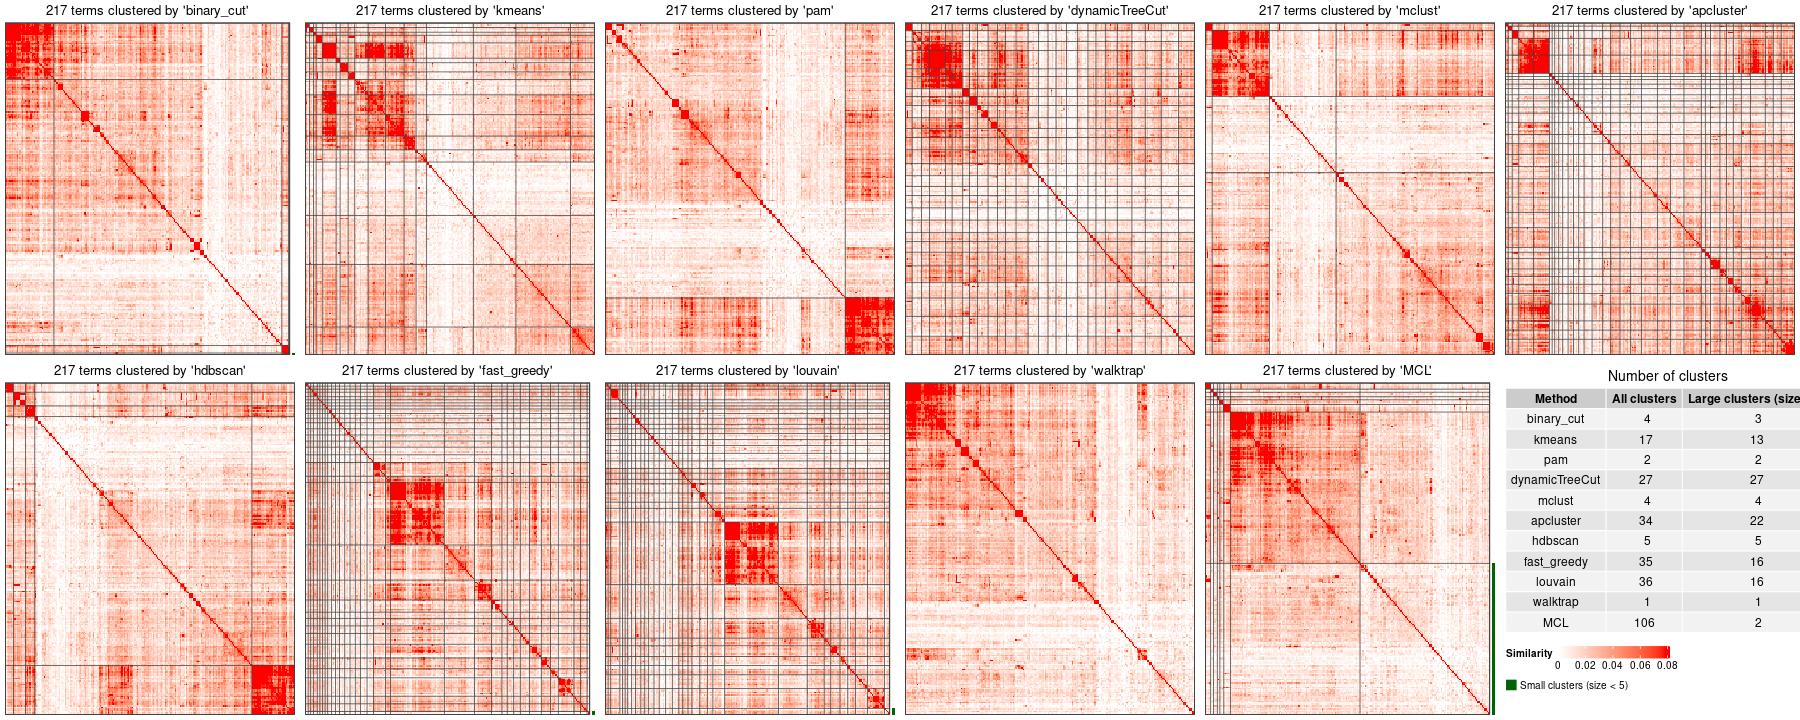 217 terms clustered by 'binary_cut'
217 terms clustered by 'kmeans'
217 terms clustered by 'pam'
217 terms clustered by 'dynamicTreeCut'
217 terms clustered by 'mclust'
217 terms clustered by 'apcluster'
217 terms clustered by 'hdbscan'
217 terms clustered by 'fast_greedy'
217 terms clustered by 'louvain'
217 terms clustered by 'walktrap'
217 terms clustered by 'MCL'
Number of clusters
Method All clusters Large clusters (size
binary_cut 4 3
kmeans 17 13
pam 2 2
dynamicTreeCut 27 27
mclust 4 4
apcluster 34 22
hdbscan 5 5
fast_greedy 35 16
louvain 36 16
walktrap 1 1
MCL 106 2
Similarity
0 0.02 0.04 0.06 0.08
Small clusters (size < 5)